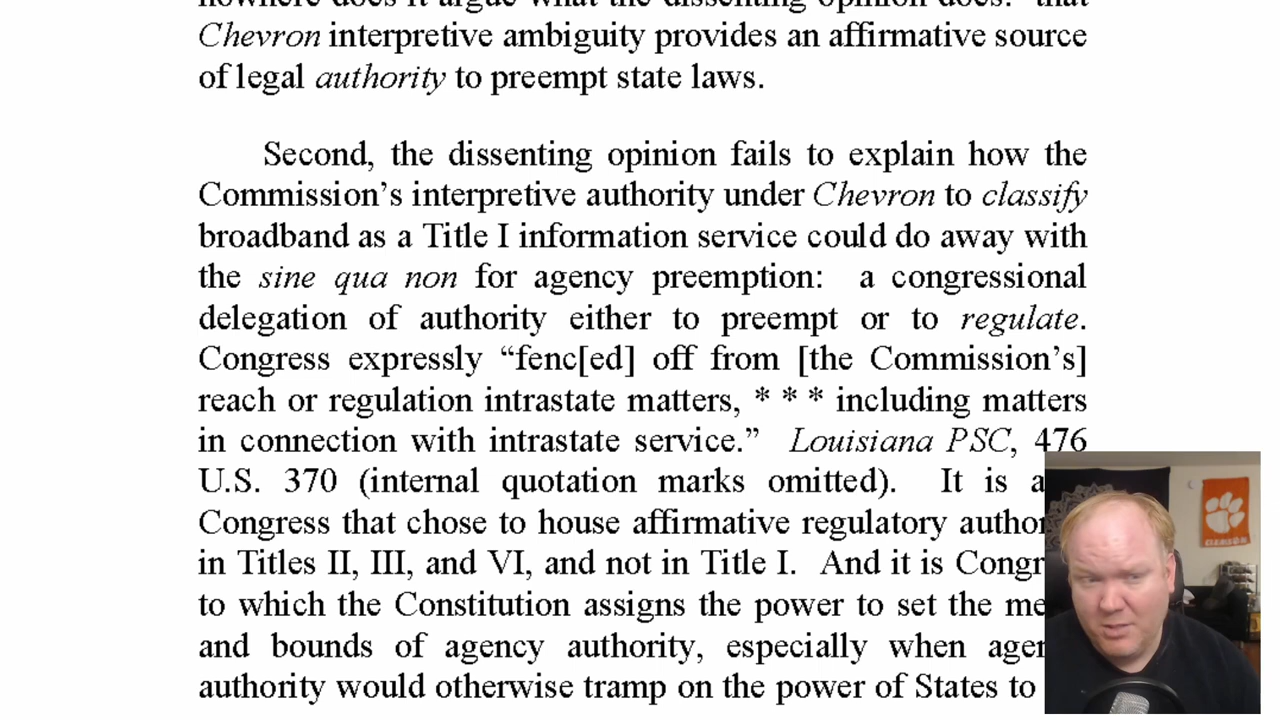 Chevron interpretive ambiguity provides an affirmative source
of legal authority to preempt state laws.
Second, the dissenting opinion fails to explain how the
Commission’s interpretive authority under Chevron to classify
broadband as a Title I information service could do away with
the sine qua non for agency preemption: a congressional
delegation of authority either to preempt or to regulate.
Congress expressly “fenc[ed] off from [the Commission’s]
reach or regulation intrastate matters, * * * including matters
in connection with intrastate service.” Louisiana PSC, 476
U.S. 370 (internal quotation marks omitted). It is
Congress that chose to house affirmative regulatory
in Titles II, III, and VI, and not in Title I. And it is
to which the Constitution assigns the power to set the
and bounds of agency authority, especially when
authority would otherwise tramp on the power of States to
CLEMSON